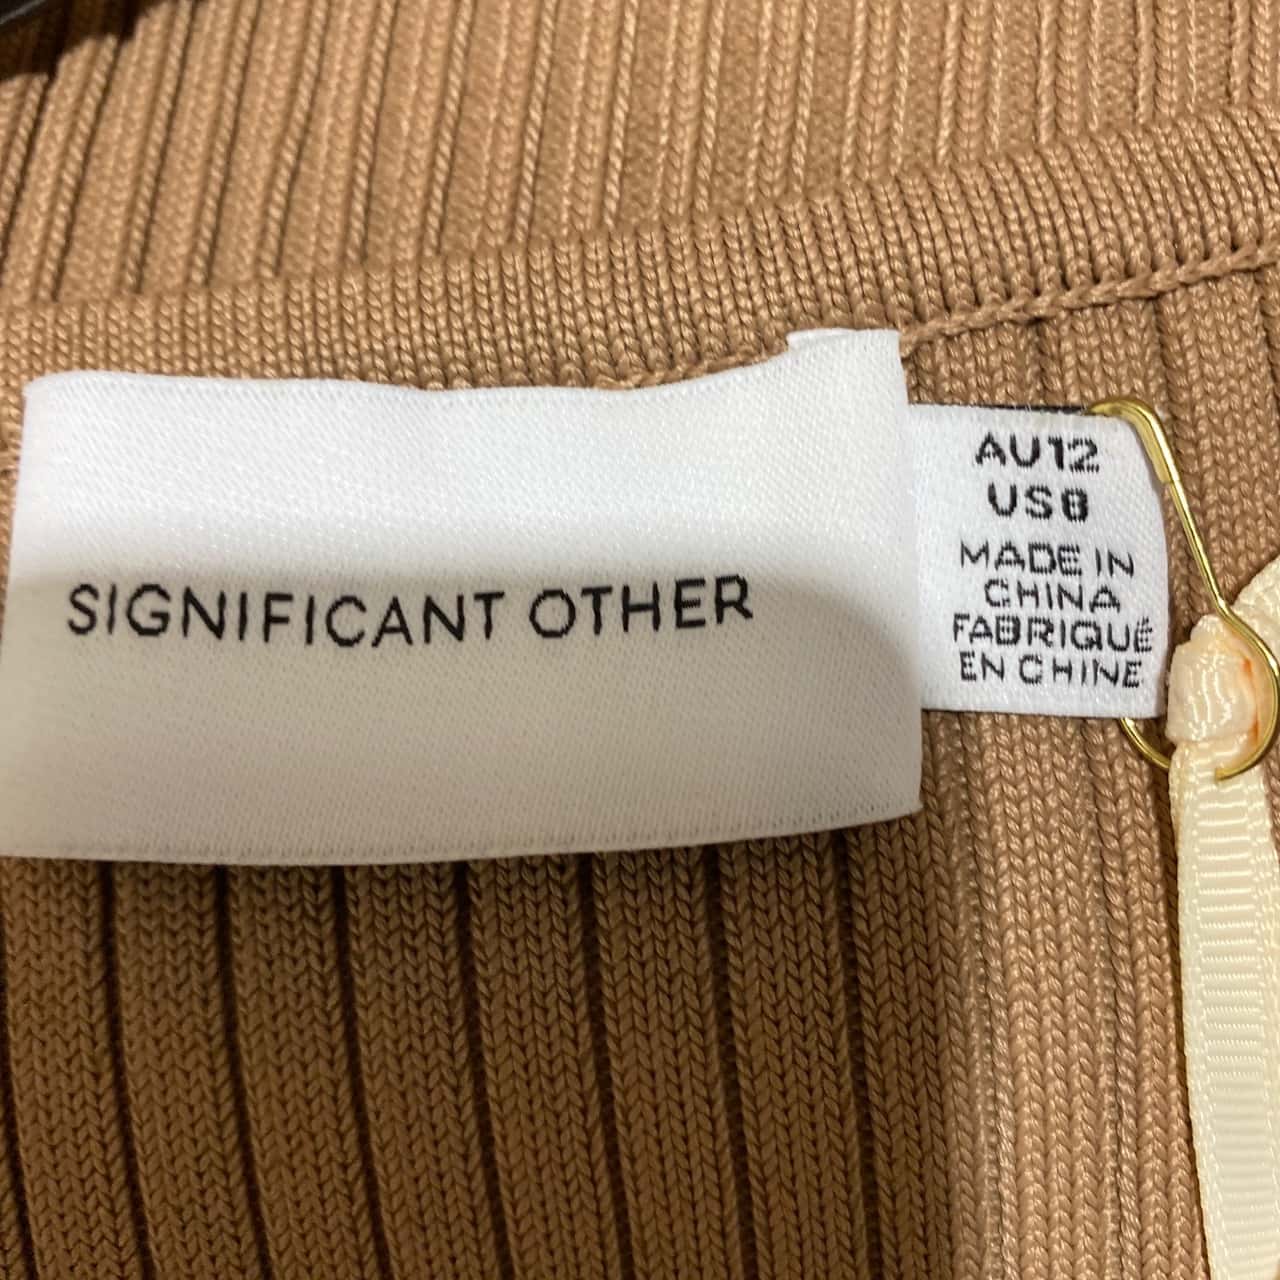 SIGNIFICANT OTHER
AU12
US8
MADE IN
CHINA
FABRIQUÉ
EN CHINE